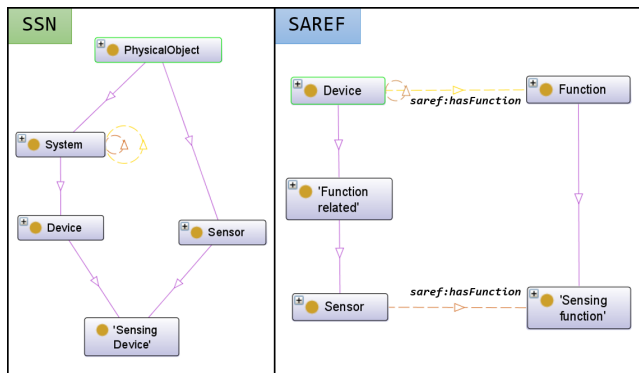 SSN
PhysicalObject
System
Device
Sensor
'Sensing
Device'
SAREF
Device
saref:hasFunction
Function
'Function
related'
Sensor
saref:hasFunction
'Sensing
function'